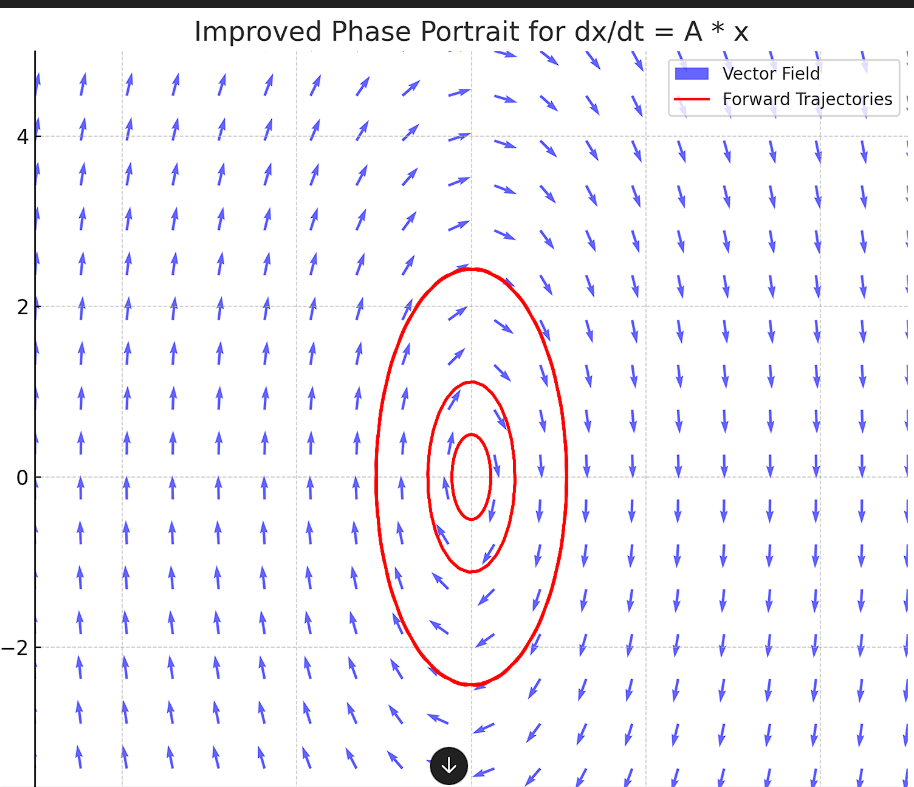 Improved Phase Portrait for dx/dt = A * x
Vector Field
Forward Trajectories
4
2
0
−2